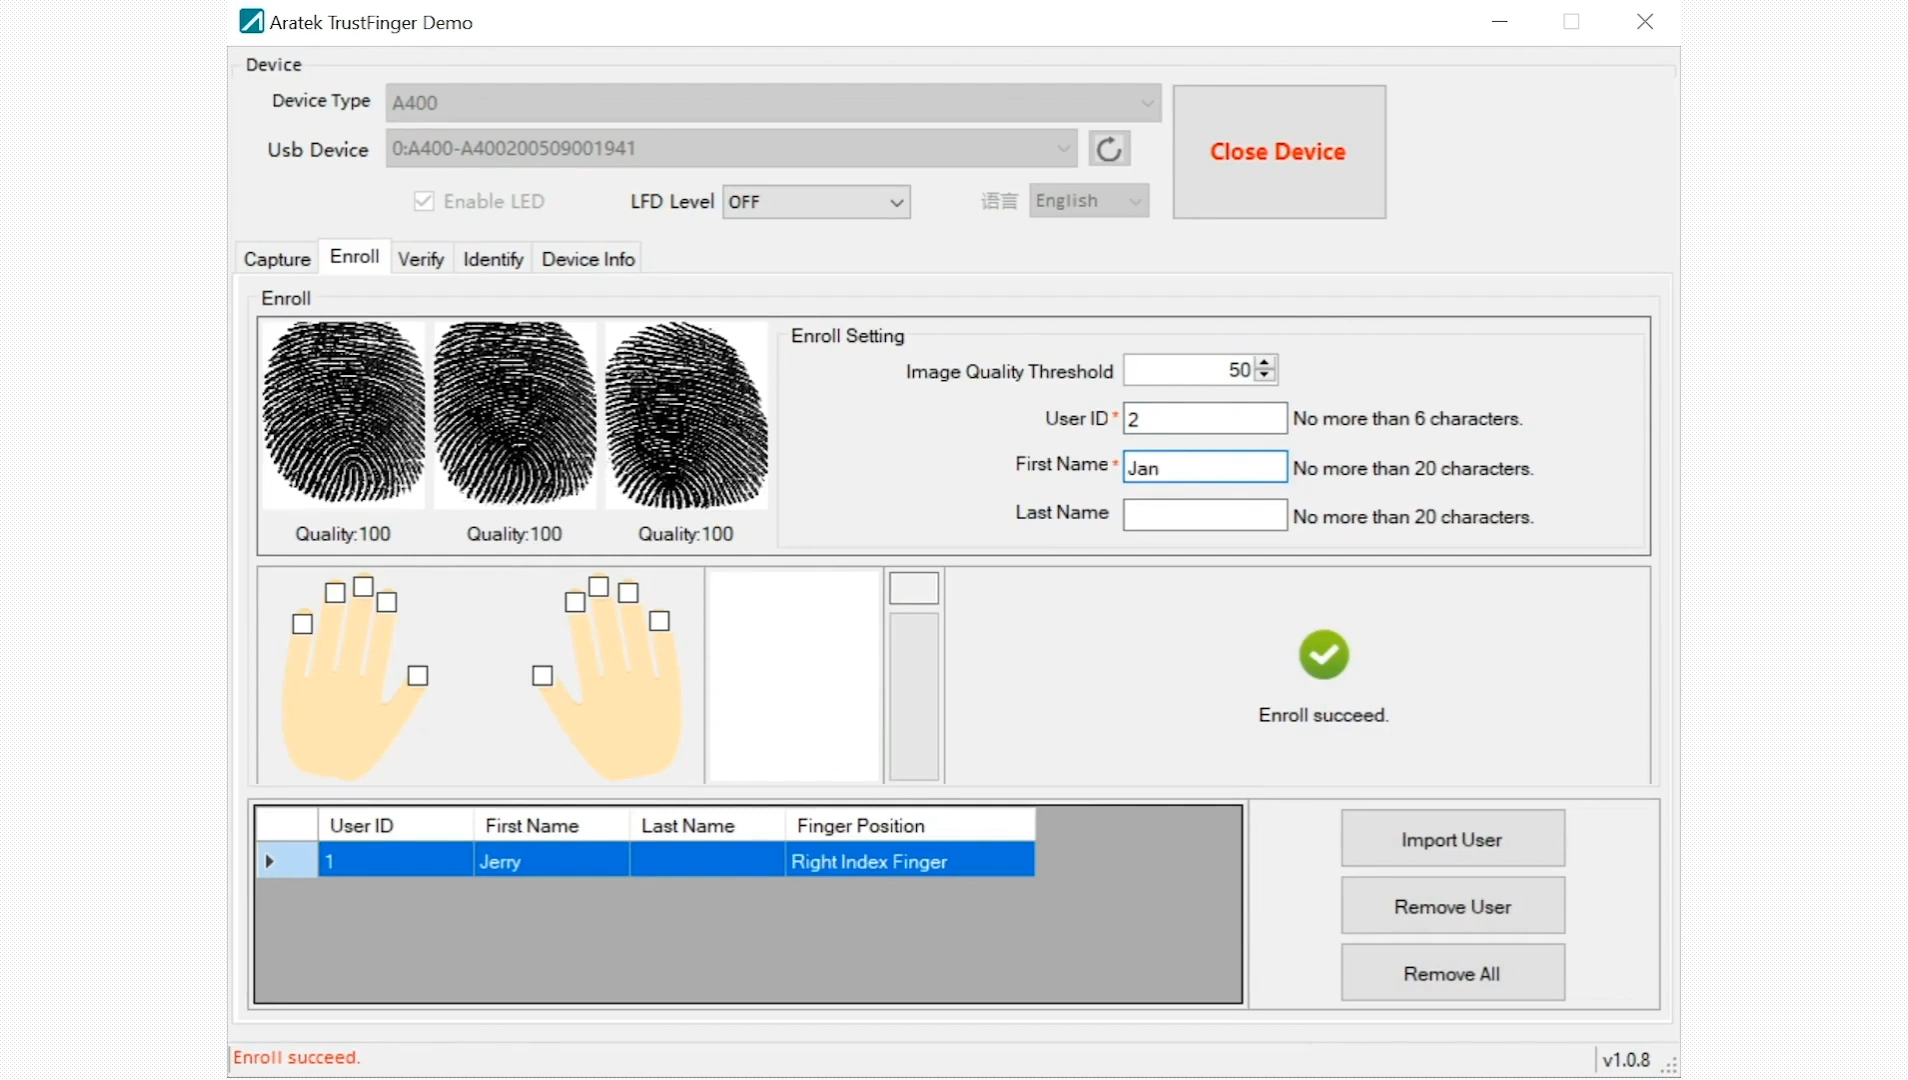 Aratek TrustFinger Demo
Device
Device Type A400
Usb Device 0:A400-A400200509001941
Close Device
Enable LED LFD Level OFF 语言 English
Capture Enroll Verify Identify Device Info
Enroll
Enroll Setting
Image Quality Threshold 50
User ID * 2 No more than 6 characters.
First Name * Jan No more than 20 characters.
Last Name No more than 20 characters.
Quality:100 Quality:100 Quality:100
Enroll succeed.
User ID First Name Last Name Finger Position
1 Jerry Right Index Finger
Import User
Remove User
Remove All
Enroll succeed.
v1.0.8